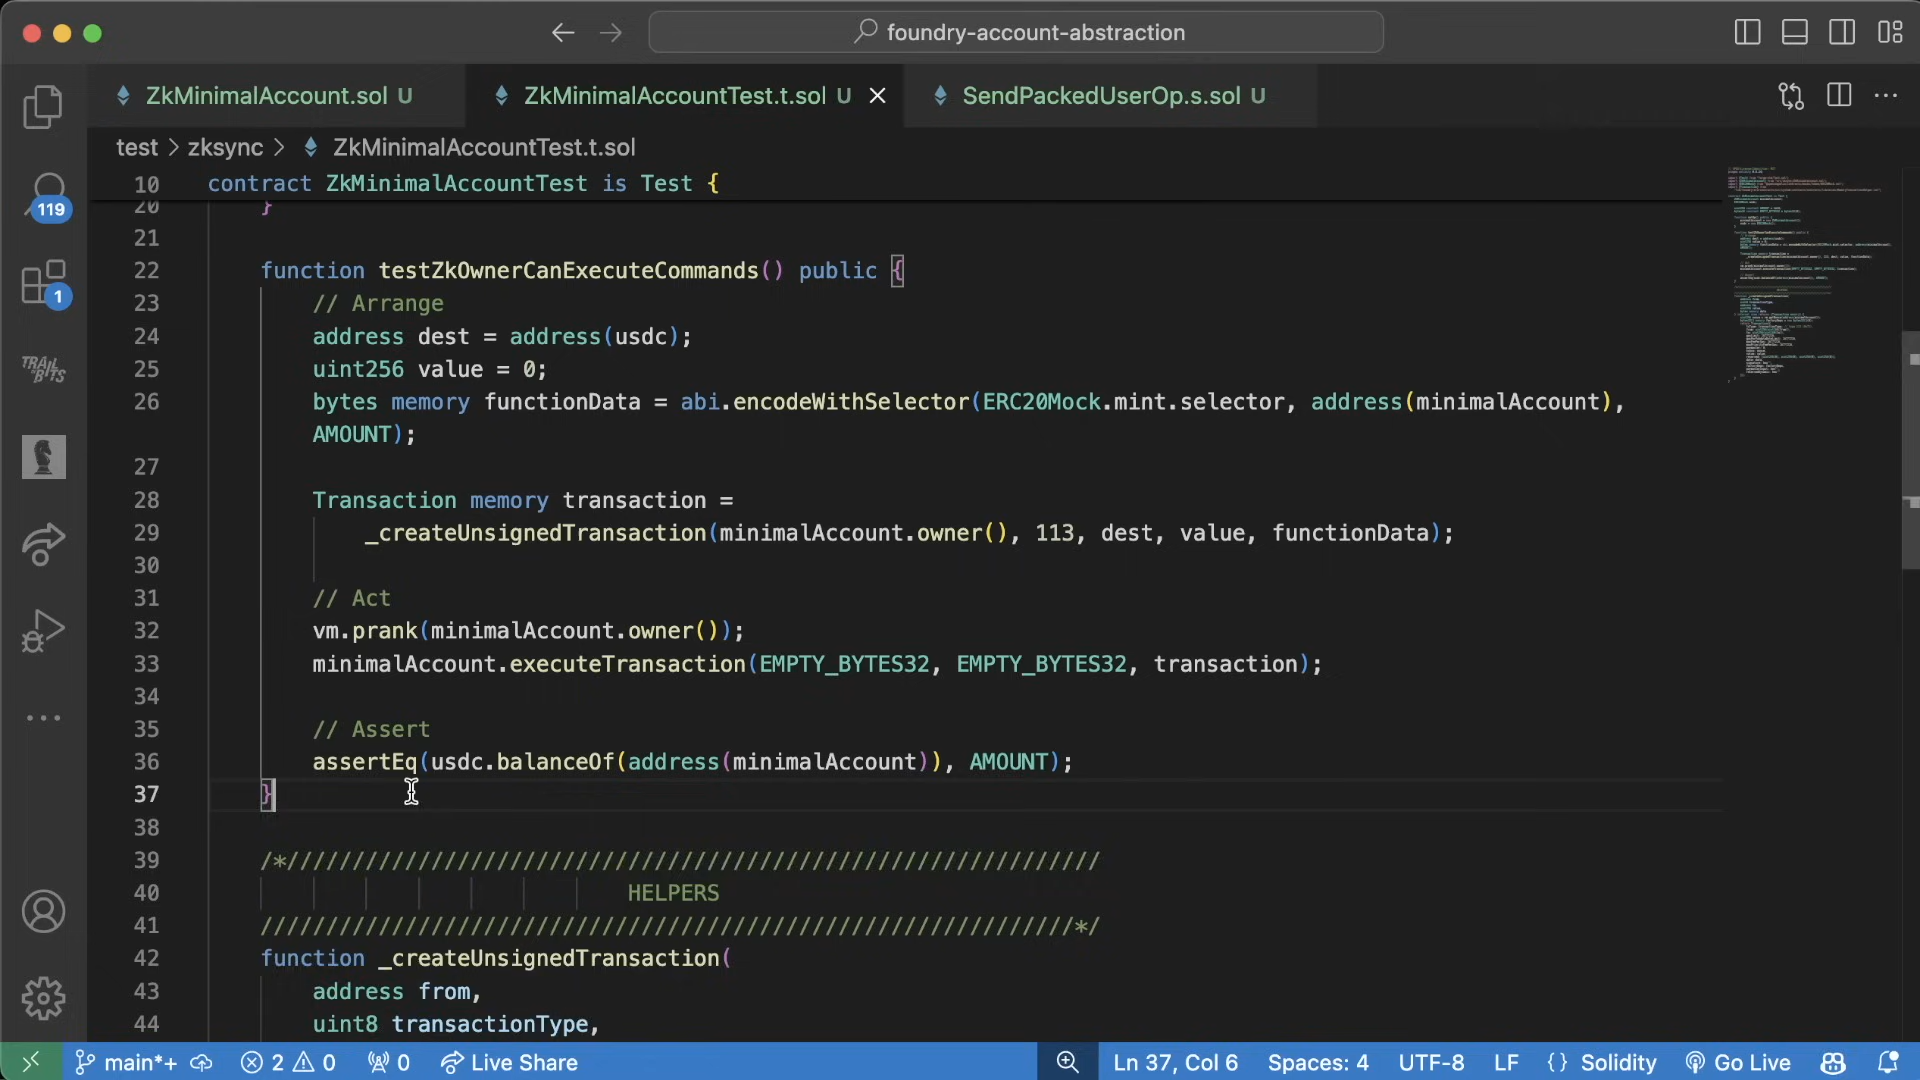 foundry-account-abstraction
ZkMinimalAccount.sol U
ZkMinimalAccountTest.t.sol U
SendPackedUserOp.s.sol U
test > zksync > ZkMinimalAccountTest.t.sol
119
1
TRAIL OF BITS
10 contract ZkMinimalAccountTest is Test {
20 }
21
22 function testZkOwnerCanExecuteCommands() public {
23 // Arrange
24 address dest = address(usdc);
25 uint256 value = 0;
26 bytes memory functionData = abi.encodeWithSelector(ERC20Mock.mint.selector, address(minimalAccount),
AMOUNT);
27
28 Transaction memory transaction =
29 _createUnsignedTransaction(minimalAccount.owner(), 113, dest, value, functionData);
30
31 // Act
32 vm.prank(minimalAccount.owner());
33 minimalAccount.executeTransaction(EMPTY_BYTES32, EMPTY_BYTES32, transaction);
34
35 // Assert
36 assertEq(usdc.balanceOf(address(minimalAccount)), AMOUNT);
37 }
38
39 /*//////////////////////////////////////////////////////////////
40 HELPERS
41 //////////////////////////////////////////////////////////////*/
42 function _createUnsignedTransaction(
43 address from,
44 uint8 transactionType,
main*+
2
0
0
Live Share
Ln 37, Col 6
Spaces: 4
UTF-8
LF
{} Solidity
Go Live